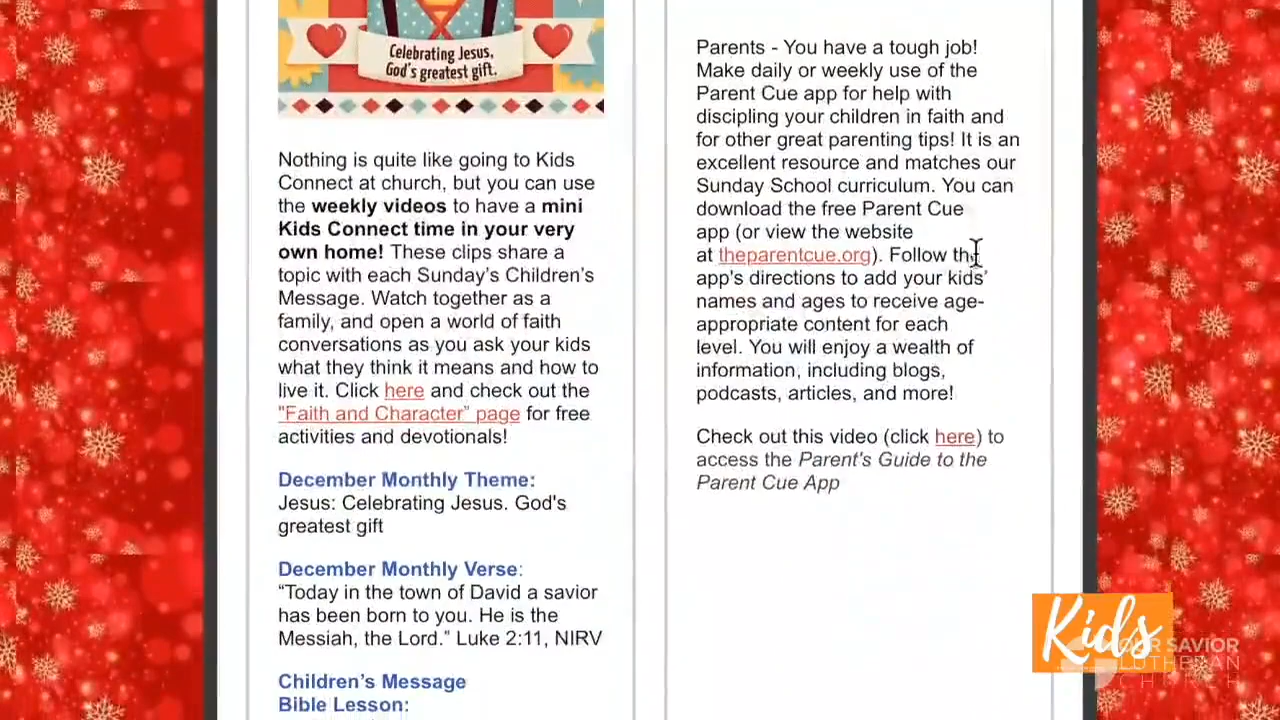 Celebrating Jesus,
God's greatest gift.
Nothing is quite like going to Kids
Connect at church, but you can use
the weekly videos to have a mini
Kids Connect time in your very
own home! These clips share a
topic with each Sunday's Children's
Message. Watch together as a
family, and open a world of faith
conversations as you ask your kids
what they think it means and how to
live it. Click here and check out the
"Faith and Character” page for free
activities and devotionals!
December Monthly Theme:
Jesus: Celebrating Jesus. God's
greatest gift
December Monthly Verse:
“Today in the town of David a savior
has been born to you. He is the
Messiah, the Lord.” Luke 2:11, NIRV
Children’s Message
Bible Lesson:
Parents - You have a tough job!
Make daily or weekly use of the
Parent Cue app for help with
discipling your children in faith and
for other great parenting tips! It is an
excellent resource and matches our
Sunday School curriculum. You can
download the free Parent Cue
app (or view the website
at theparentcue.org). Follow the
app's directions to add your kids’
names and ages to receive age-
appropriate content for each
level. You will enjoy a wealth of
information, including blogs,
podcasts, articles, and more!
Check out this video (click here) to
access the Parent's Guide to the
Parent Cue App
Kids
OUR SAVIOR
LUTHERAN
CHURCH